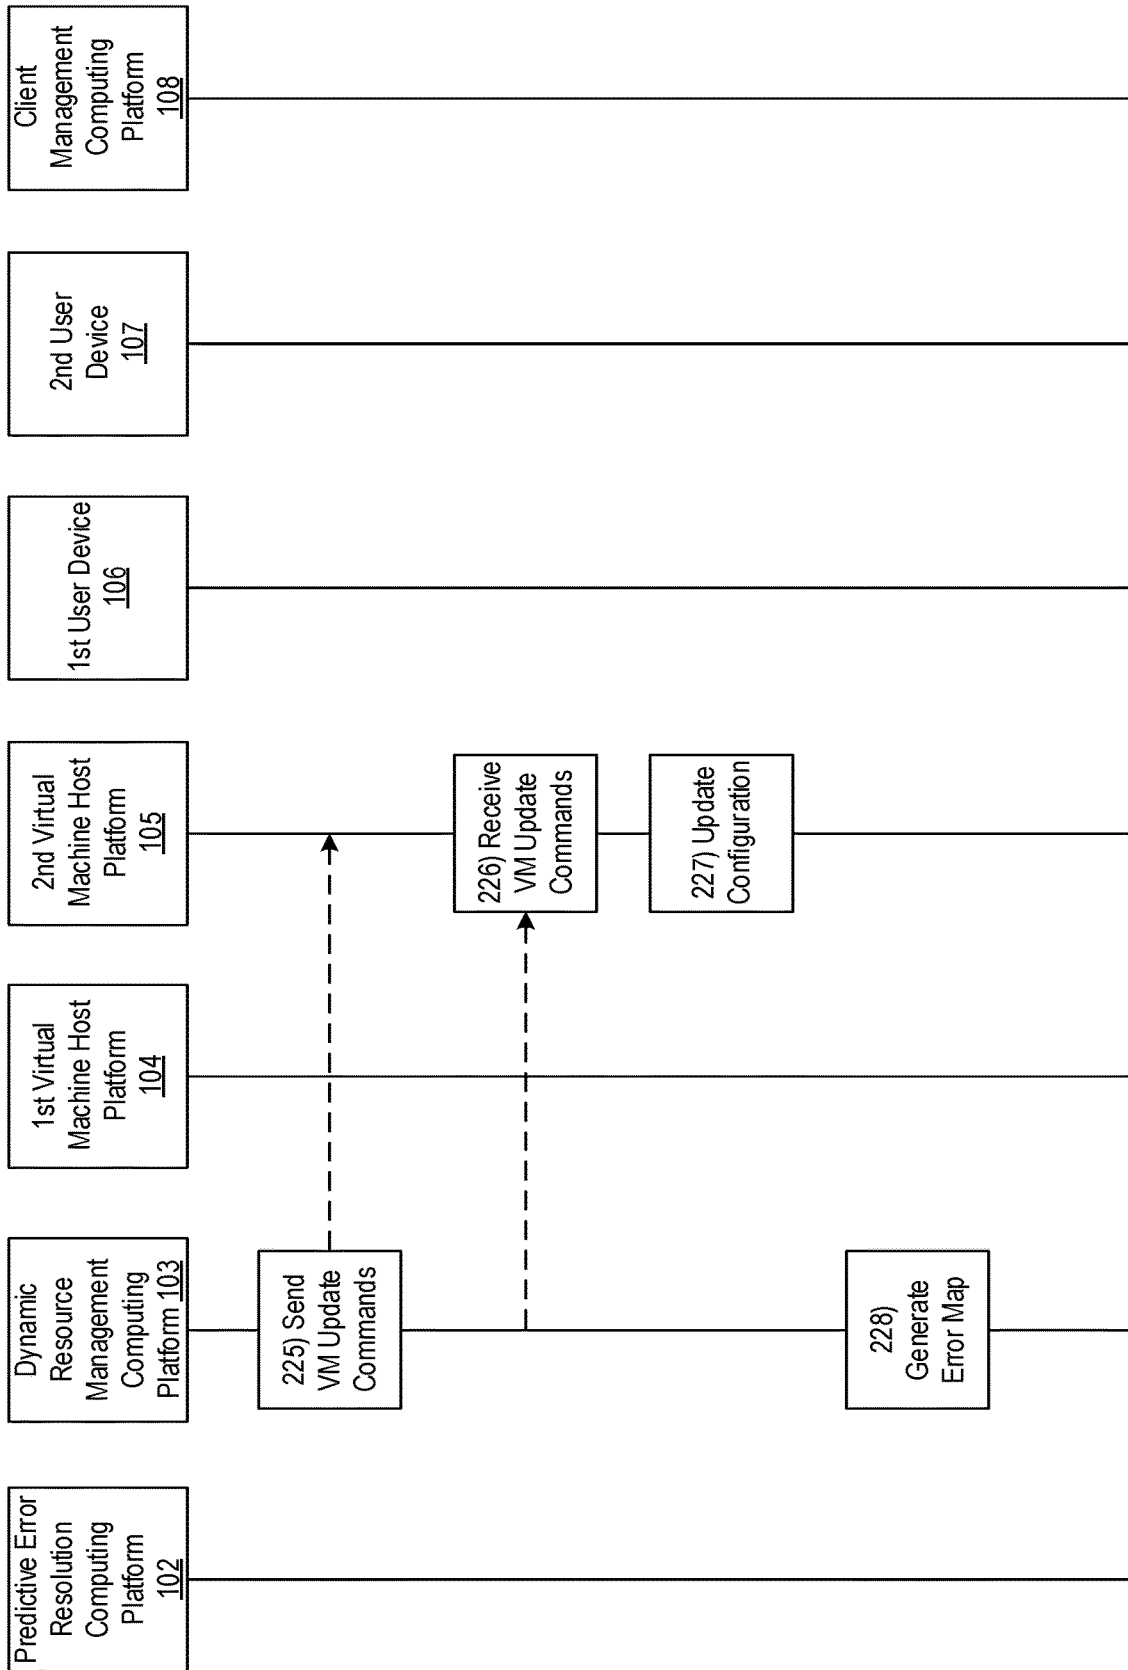 Predictive Error
Resolution
Computing
Platform
102
Dynamic
Resource
Management
Computing
Platform 103
1st Virtual
Machine Host
Platform
104
2nd Virtual
Machine Host
Platform
105
1st User Device
106
2nd User
Device
107
Client
Management
Computing
Platform
108
225) Send
VM Update
Commands
226) Receive
VM Update
Commands
227) Update
Configuration
228)
Generate
Error Map